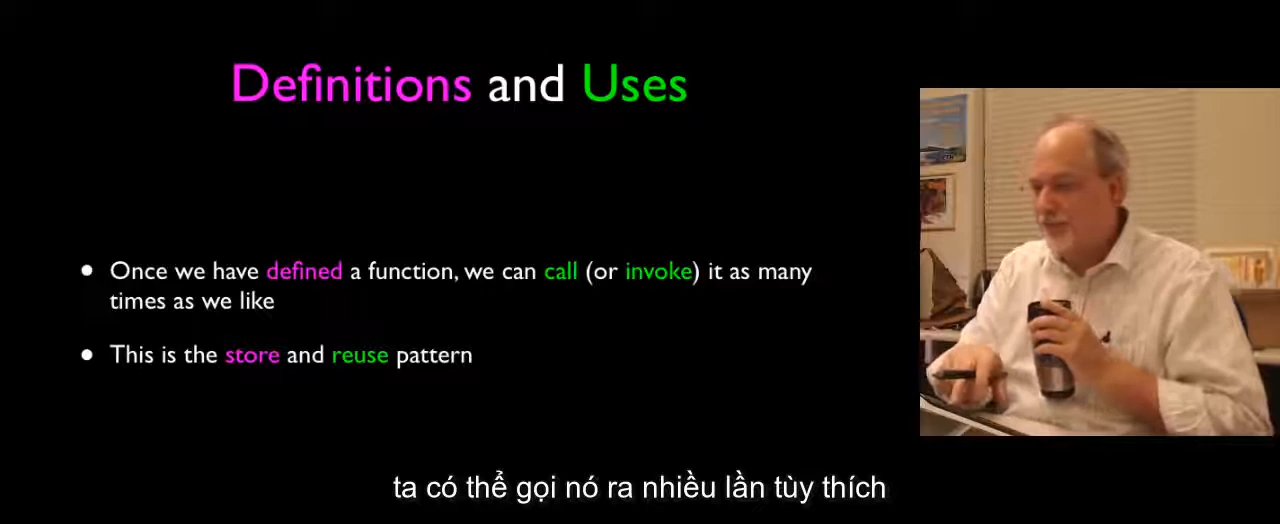 Definitions and Uses
• Once we have defined a function, we can call (or invoke) it as many
times as we like
• This is the store and reuse pattern
ta có thể gọi nó ra nhiều lần tùy thích